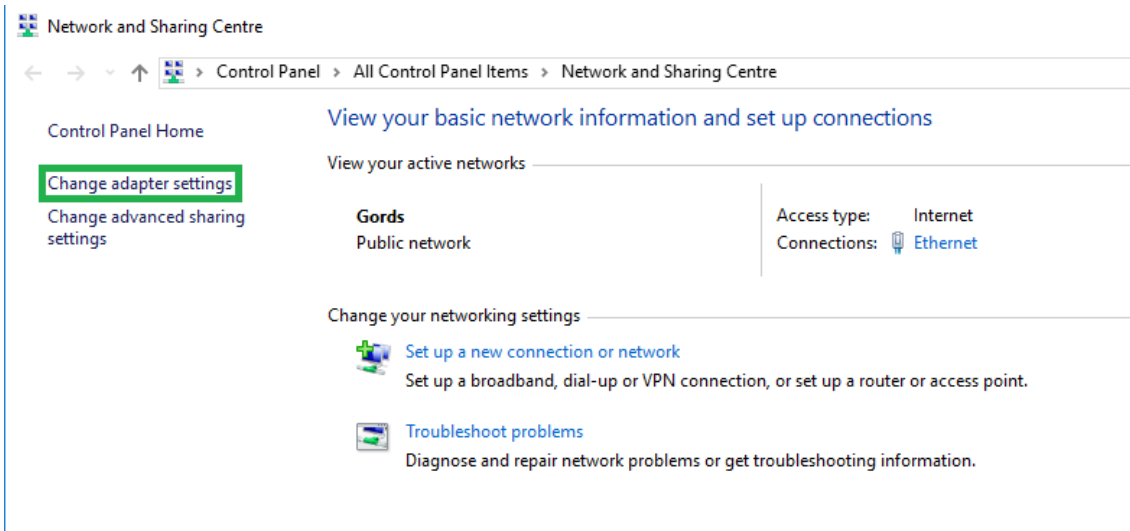 Network and Sharing Centre
Control Panel > All Control Panel Items > Network and Sharing Centre
Control Panel Home
Change adapter settings
Change advanced sharing
settings
View your basic network information and set up connections
View your active networks
Gords
Public network
Access type: Internet
Connections: Ethernet
Change your networking settings
Set up a new connection or network
Set up a broadband, dial-up or VPN connection, or set up a router or access point.
Troubleshoot problems
Diagnose and repair network problems or get troubleshooting information.